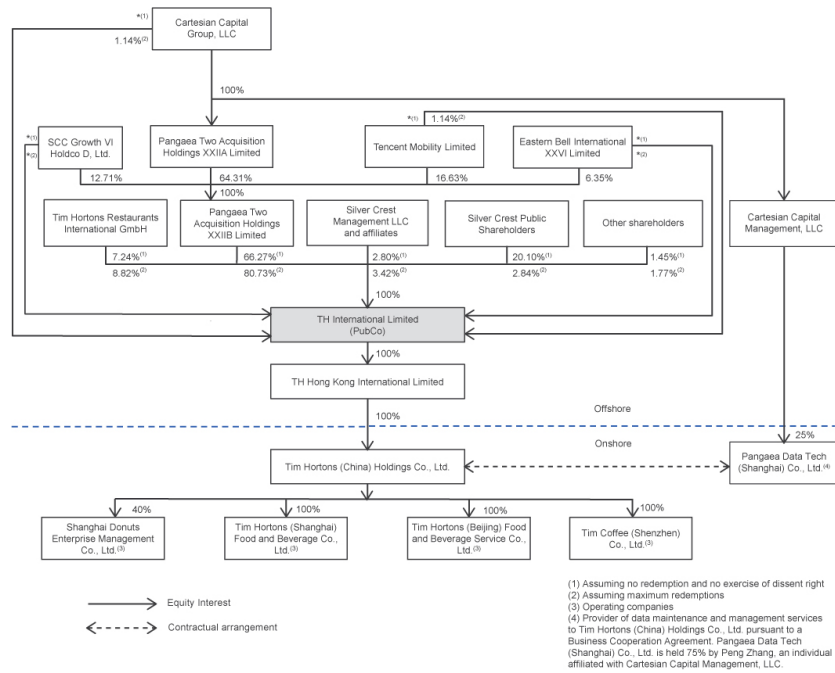 *(1)
1.14%(2)
Cartesian Capital
Group, LLC
100%
*(1)
*(2)
SCC Growth VI
Holdco D, Ltd.
Pangaea Two Acquisition
Holdings XXIIA Limited
*(1)
1.14%(2)
Tencent Mobility Limited
Eastern Bell International
XXVI Limited
*(1)
*(2)
12.71%
64.31%
16.63%
6.35%
100%
Tim Hortons Restaurants
International GmbH
Pangaea Two
Acquisition Holdings
XXIIB Limited
Silver Crest
Management LLC
and affiliates
Silver Crest Public
Shareholders
Other shareholders
Cartesian Capital
Management, LLC
7.24%(1)
66.27%(1)
2.80%(1)
20.10%(1)
1.45%(1)
8.82%(2)
80.73%(2)
3.42%(2)
2.84%(2)
1.77%(2)
100%
TH International Limited
(PubCo)
100%
TH Hong Kong International Limited
100%
Offshore
Onshore
25%
Tim Hortons (China) Holdings Co., Ltd.
Pangaea Data Tech
(Shanghai) Co., Ltd.(4)
40%
100%
100%
100%
Shanghai Donuts
Enterprise Management
Co., Ltd.(3)
Tim Hortons (Shanghai)
Food and Beverage Co.,
Ltd.(3)
Tim Hortons (Beijing) Food
and Beverage Service Co.,
Ltd.(3)
Tim Coffee (Shenzhen)
Co., Ltd.(3)
Equity Interest
Contractual arrangement
(1) Assuming no redemption and no exercise of dissent right
(2) Assuming maximum redemptions
(3) Operating companies
(4) Provider of data maintenance and management services
to Tim Hortons (China) Holdings Co., Ltd. pursuant to a
Business Cooperation Agreement. Pangaea Data Tech
(Shanghai) Co., Ltd. is held 75% by Peng Zhang, an individual
affiliated with Cartesian Capital Management, LLC.